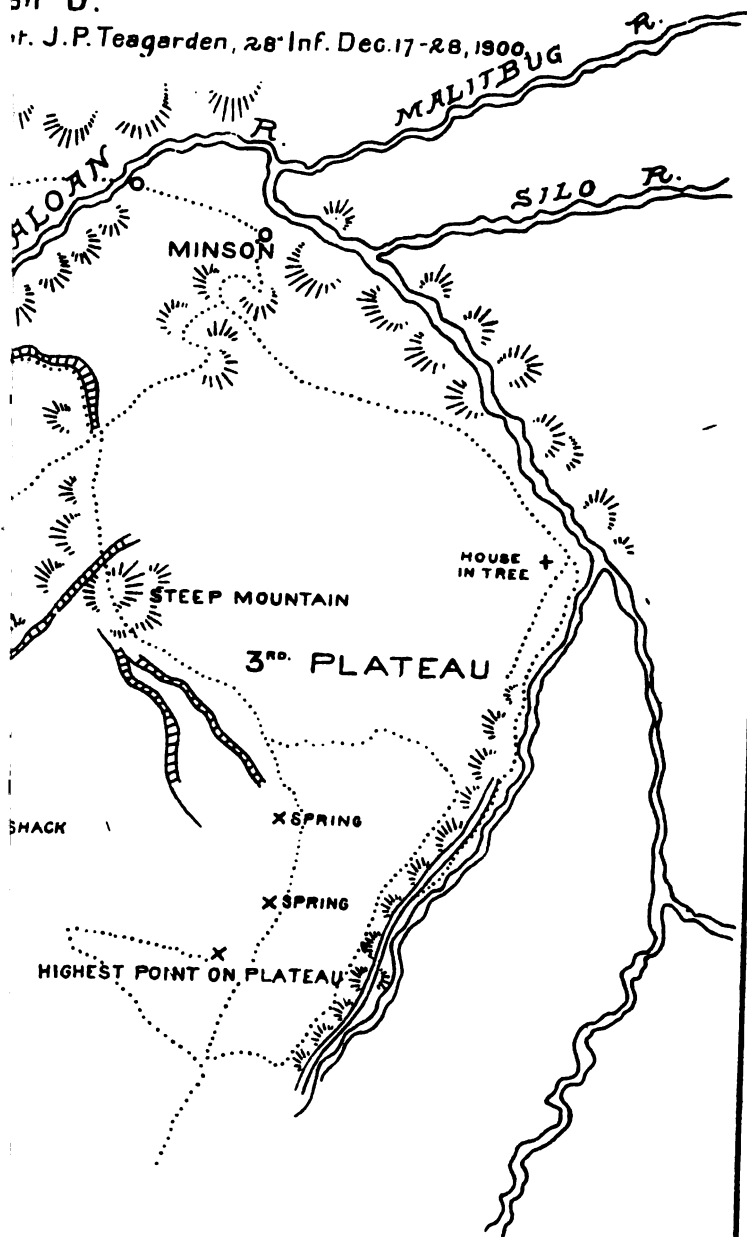 D.
J.P. Teagarden, 28 Inf. Dec. 17-28, 1900
MALITBUG R.
ALOAN R.
SILO R.
MINSON
HOUSE
IN TREE
STEEP MOUNTAIN
3RD. PLATEAU
SHACK
SPRING
SPRING
HIGHEST POINT ON PLATEAU